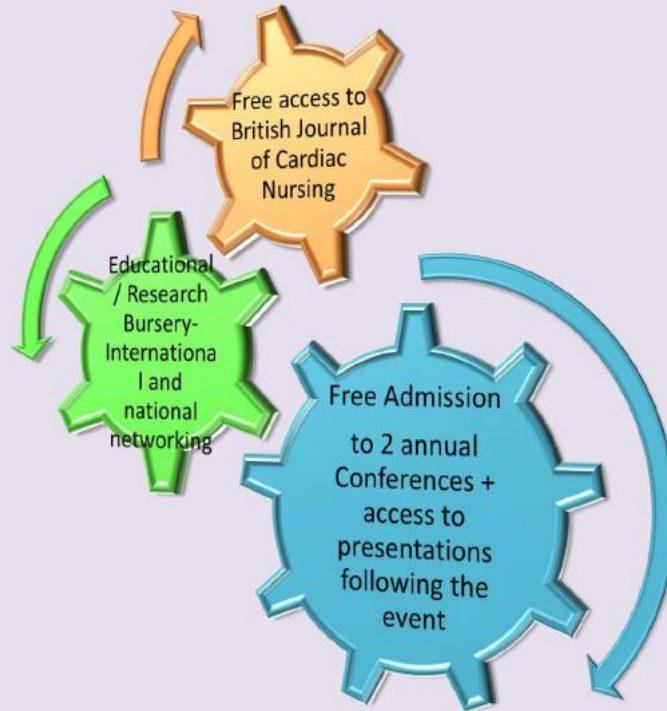 Free access to
British Journal
of Cardiac
Nursing
Educational
/ Research
Bursery-
Internationa
l and
national
networking
Free Admission
to 2 annual
Conferences +
access to
presentations
following the
event